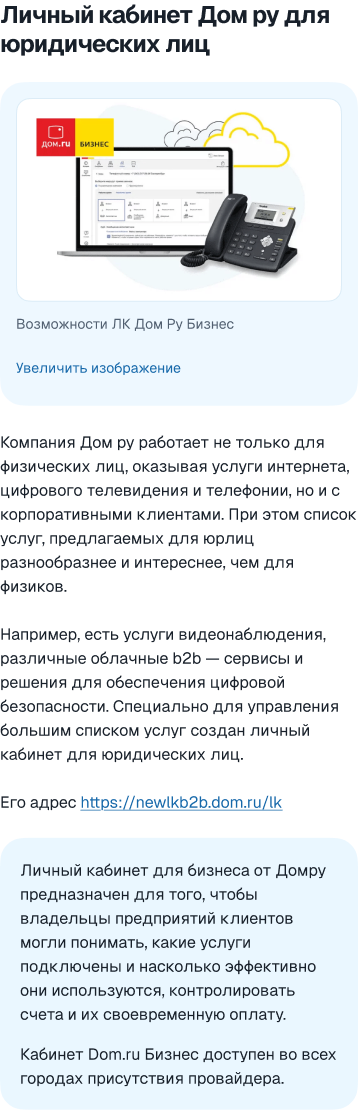 Личный кабинет Дом ру для
юридических лиц
ДОМ.ru БИЗНЕС
Возможности ЛК Дом Ру Бизнес
Увеличить изображение
Компания Дом ру работает не только для
физических лиц, оказывая услуги интернета,
цифрового телевидения и телефонии, но и с
корпоративными клиентами. При этом список
услуг, предлагаемых для юрлиц
разнообразнее и интереснее, чем для
физиков.
Например, есть услуги видеонаблюдения,
различные облачные b2b — сервисы и
решения для обеспечения цифровой
безопасности. Специально для управления
большим списком услуг создан личный
кабинет для юридических лиц.
Его адрес https://newlkb2b.dom.ru/lk
Личный кабинет для бизнеса от Домру
предназначен для того, чтобы
владельцы предприятий клиентов
могли понимать, какие услуги
подключены и насколько эффективно
они используются, контролировать
счета и их своевременную оплату.
Кабинет Dom.ru Бизнес доступен во всех
городах присутствия провайдера.